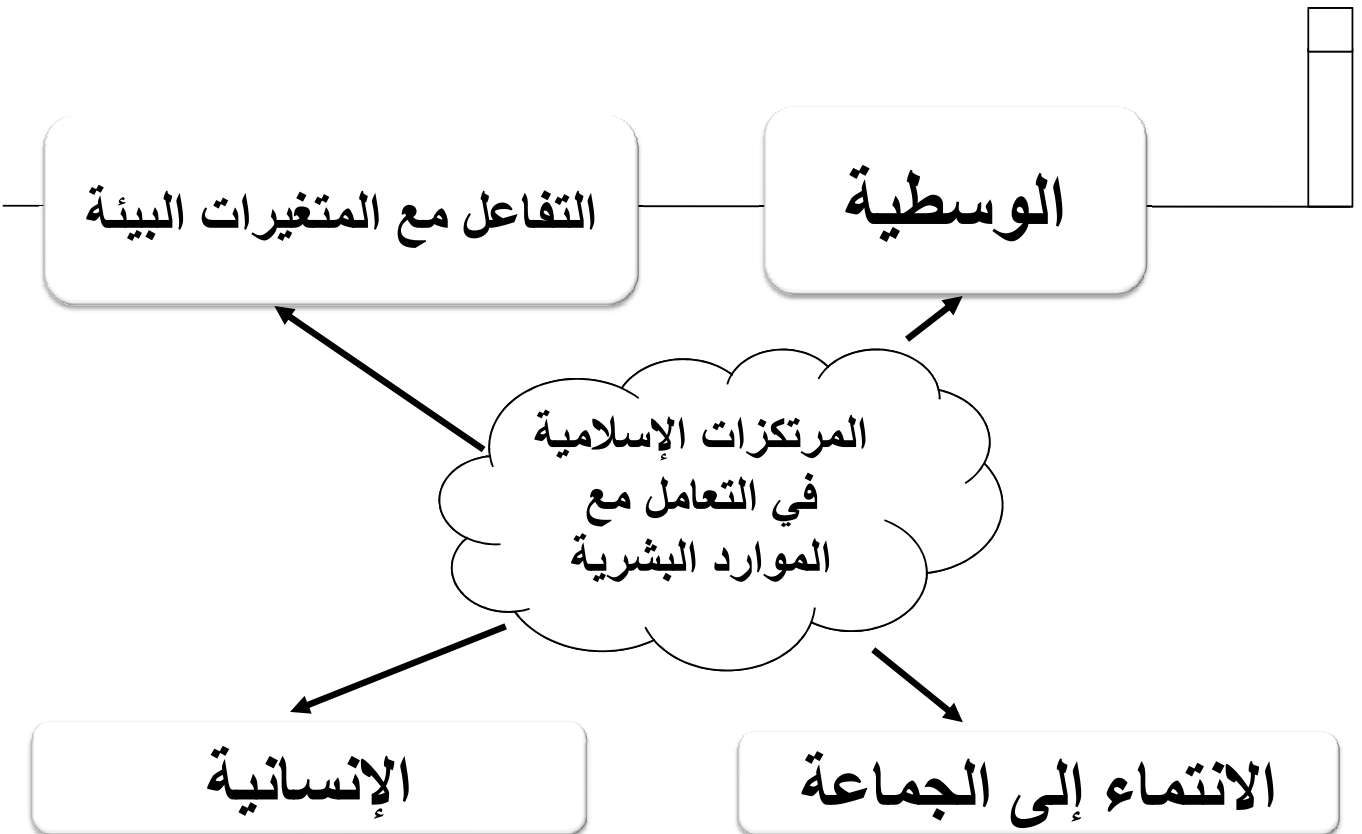 الوسطية
التفاعل مع المتغيرات البيئة
المرتكزات الإسلامية
في التعامل مع
الموارد البشرية
الانتماء إلى الجماعة
الإنسانية